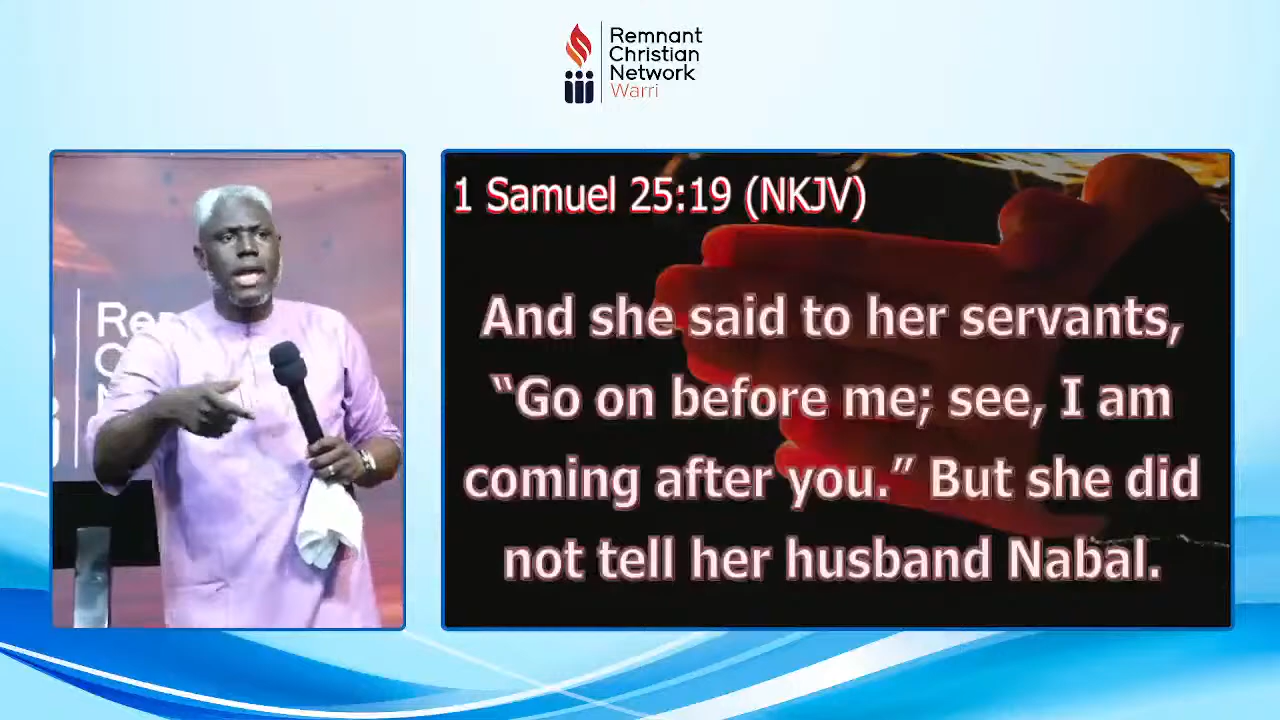 Remnant
Christian
Network
Warri
1 Samuel 25:19 (NKJV)
And she said to her servants,
“Go on before me; see, I am
coming after you.” But she did
not tell her husband Nabal.